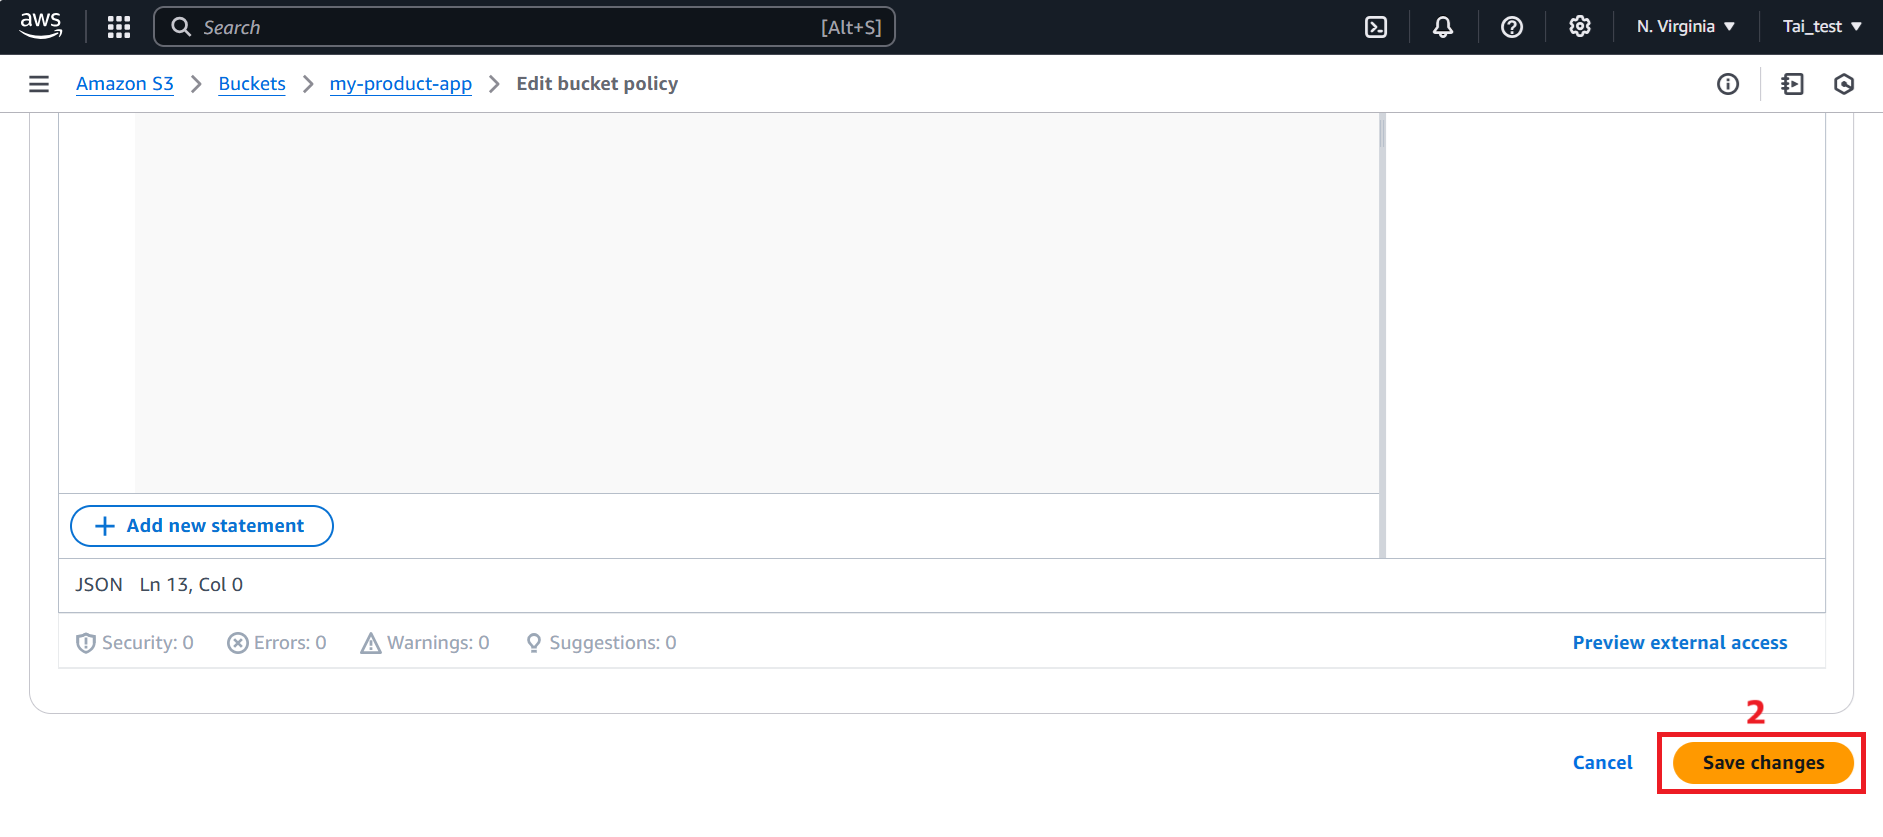 aws Search [Alt+S] N. Virginia Tai_test
Amazon S3 Buckets my-product-app Edit bucket policy
Add new statement
JSON Ln 13, Col 0
Security: 0 Errors: 0 Warnings: 0 Suggestions: 0 Preview external access
2
Cancel Save changes